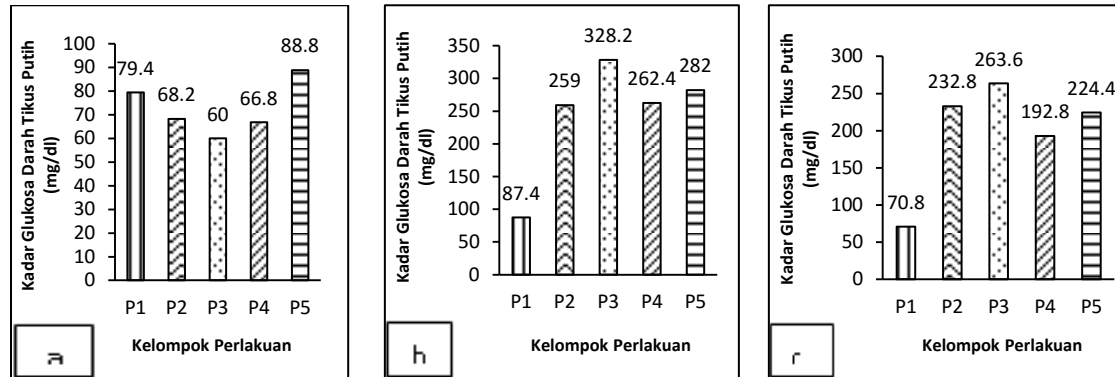 Kadar Glukosa Darah Tikus Putih
(mg/dl)
100
90
80
70
60
50
40
30
20
10
0
79.4
68.2
60
66.8
88.8
P1 P2 P3 P4 P5
Kelompok Perlakuan
a
Kadar Glukosa Darah Tikus Putih
(mg/dl)
350
300
250
200
150
100
50
0
87.4
259
328.2
262.4
282
P1 P2 P3 P4 P5
Kelompok Perlakuan
h
Kadar Glukosa Darah Tikus Putih
(mg/dl)
300
250
200
150
100
50
0
70.8
232.8
263.6
192.8
224.4
P1 P2 P3 P4 P5
Kelompok Perlakuan
r